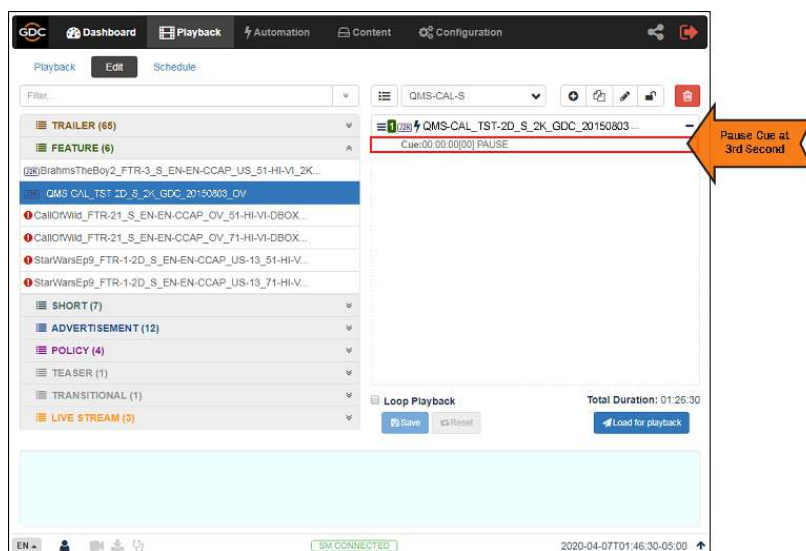 GDC Dashboard Playback Automation Content Configuration
Playback Edit Schedule
Filter...
TRAILER (65)
FEATURE (6)
J2K BrahmsTheBoy2_FTR-3_S_EN-EN-CCAP_US_51-HI-VI_2K...
QMS-CAL_TST-2D_S_2K_GDC_20150803_OV
CallOfWild_FTR-21_S_EN-EN-CCAP_OV_51-HI-VI-DBOX...
CallOfWild_FTR-21_S_EN-EN-CCAP_OV_71-HI-VI-DBOX...
StarWarsEp9_FTR-1-2D_S_EN-EN-CCAP_US-13_51-HI-V...
StarWarsEp9_FTR-1-2D_S_EN-EN-CCAP_US-13_71-HI-V...
SHORT (7)
ADVERTISEMENT (12)
POLICY (4)
TEASER (1)
TRANSITIONAL (1)
LIVE STREAM (3)
QMS-CAL-S
1 J2K QMS-CAL_TST-2D_S_2K_GDC_20150803 ...
Cue:00:00:00[00] PAUSE
Pause Cue at
3rd Second
Loop Playback Total Duration: 01:26:30
Save Reset Load for playback
EN SM CONNECTED 2020-04-07T01:46:30-05:00